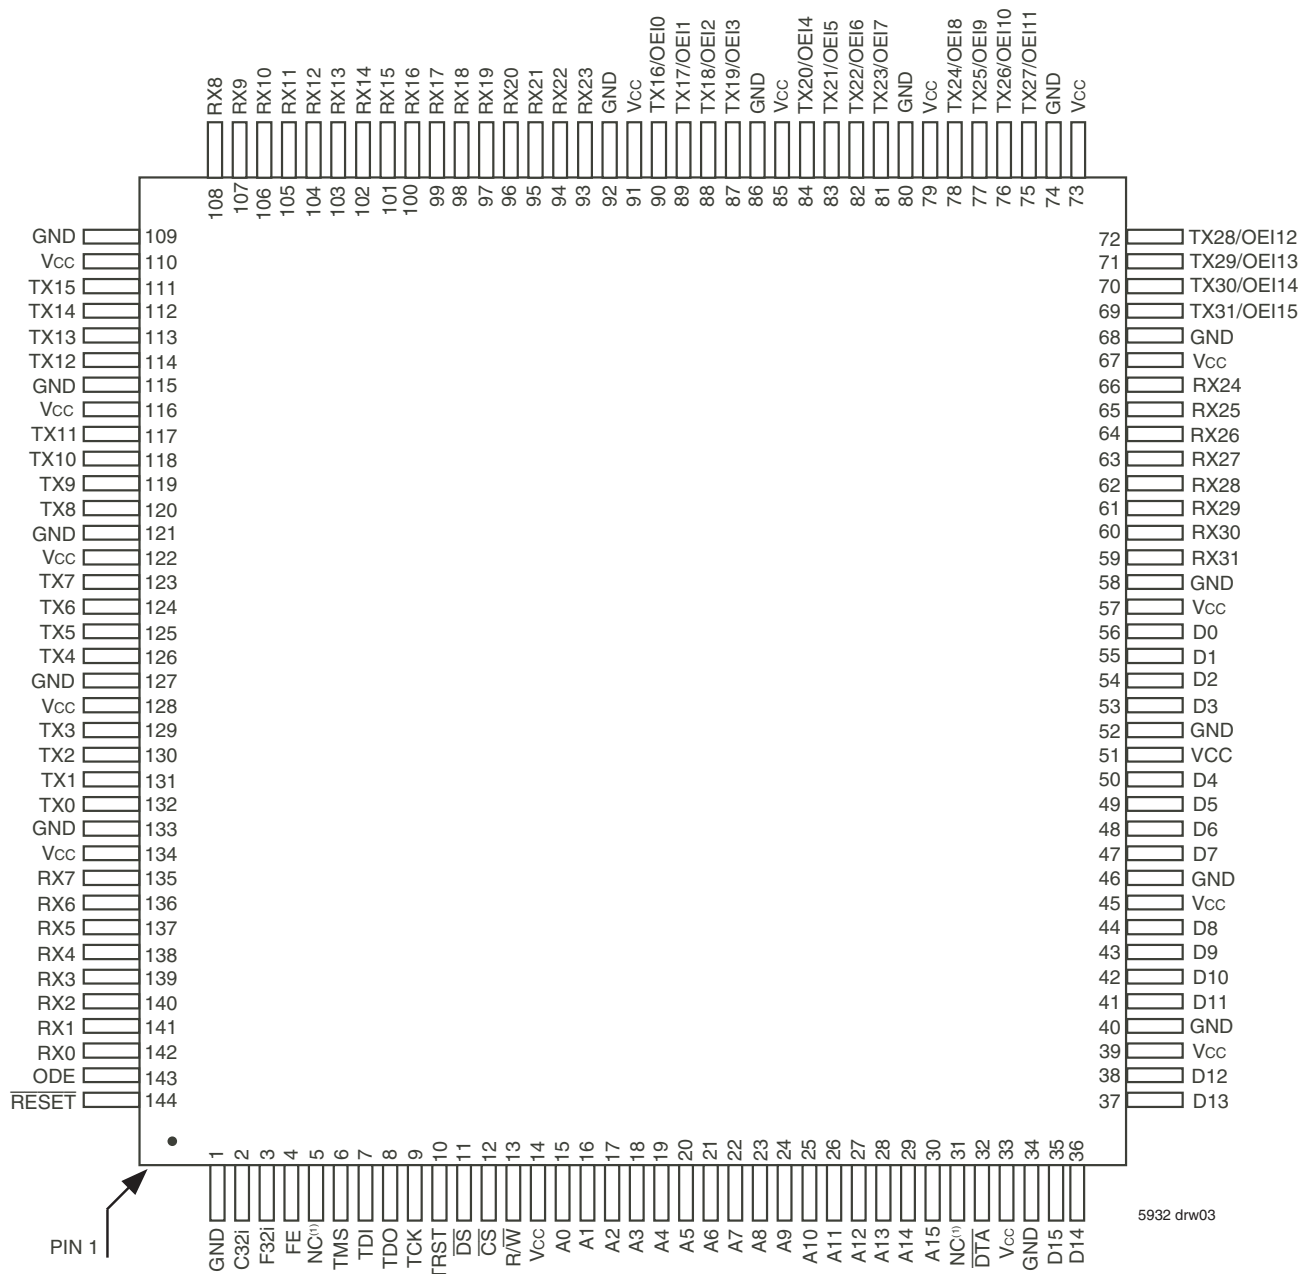 RX8 RX9 RX10 RX11 RX12 RX13 RX14 RX15 RX16 RX17 RX18 RX19 RX20 RX21 RX22 RX23 GND Vcc TX16/OEI0 TX17/OEI1 TX18/OEI2 TX19/OEI3 GND Vcc TX20/OEI4 TX21/OEI5 TX22/OEI6 TX23/OEI7 GND Vcc TX24/OEI8 TX25/OEI9 TX26/OEI10 TX27/OEI11 GND Vcc
108 107 106 105 104 103 102 101 100 99 98 97 96 95 94 93 92 91 90 89 88 87 86 85 84 83 82 81 80 79 78 77 76 75 74 73
GND 109 72 TX28/OEI12
Vcc 110 71 TX29/OEI13
TX15 111 70 TX30/OEI14
TX14 112 69 TX31/OEI15
TX13 113 68 GND
TX12 114 67 Vcc
GND 115 66 RX24
Vcc 116 65 RX25
TX11 117 64 RX26
TX10 118 63 RX27
TX9 119 62 RX28
TX8 120 61 RX29
GND 121 60 RX30
Vcc 122 59 RX31
TX7 123 58 GND
TX6 124 57 Vcc
TX5 125 56 D0
TX4 126 55 D1
GND 127 54 D2
Vcc 128 53 D3
TX3 129 52 GND
TX2 130 51 VCC
TX1 131 50 D4
TX0 132 49 D5
GND 133 48 D6
Vcc 134 47 D7
RX7 135 46 GND
RX6 136 45 Vcc
RX5 137 44 D8
RX4 138 43 D9
RX3 139 42 D10
RX2 140 41 D11
RX1 141 40 GND
RX0 142 39 Vcc
ODE 143 38 D12
RESET 144 37 D13
1 2 3 4 5 6 7 8 9 10 11 12 13 14 15 16 17 18 19 20 21 22 23 24 25 26 27 28 29 30 31 32 33 34 35 36
GND C32i F32i FE NC(1) TMS TDI TDO TCK TRST DS CS R/W Vcc A0 A1 A2 A3 A4 A5 A6 A7 A8 A9 A10 A11 A12 A13 A14 A15 NC(1) DTA Vcc GND D15 D14
5932 drw03
PIN 1